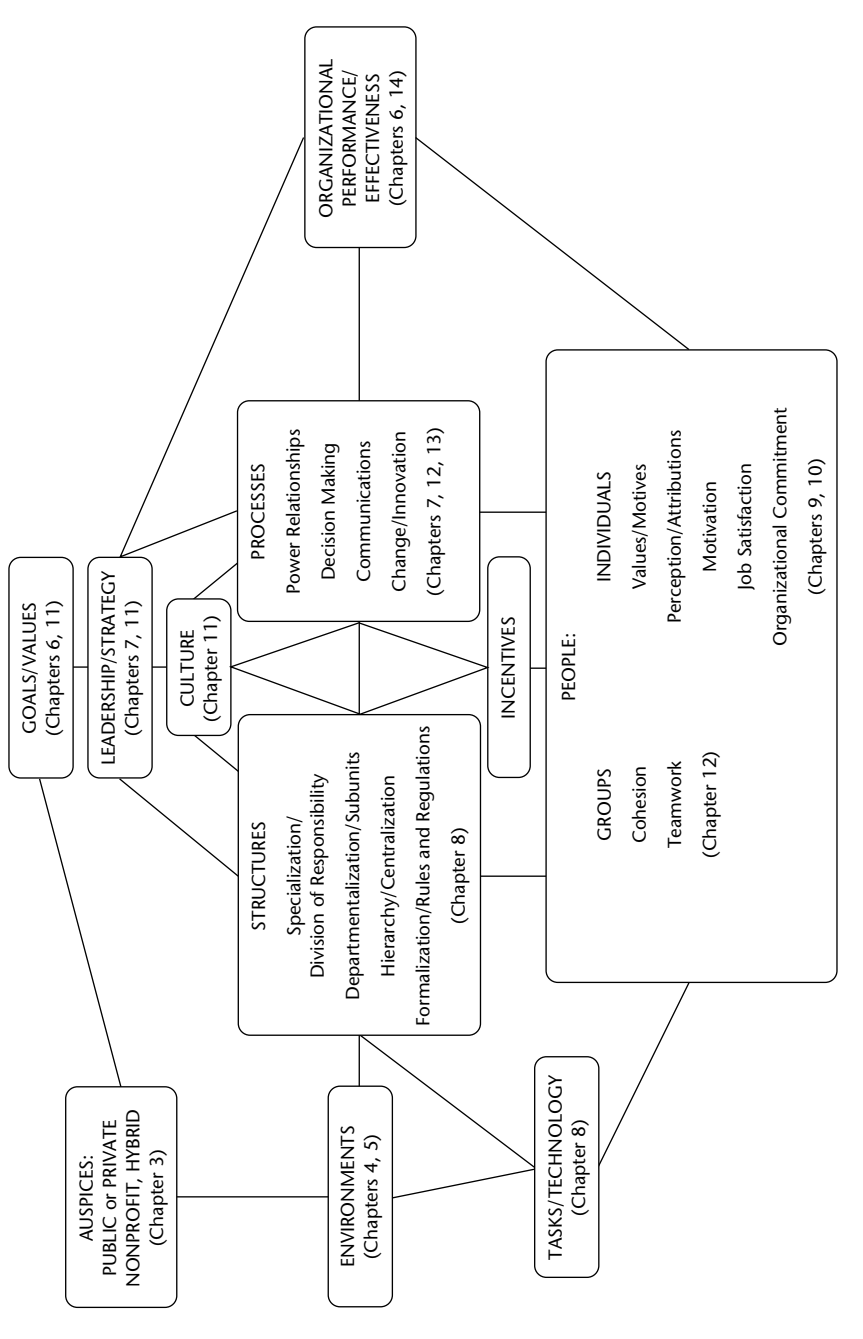 GOALS/VALUES
(Chapters 6, 11)
LEADERSHIP/STRATEGY
(Chapters 7, 11)
CULTURE
(Chapter 11)
AUSPICES:
PUBLIC or PRIVATE
NONPROFIT, HYBRID
(Chapter 3)
ENVIRONMENTS
(Chapters 4, 5)
TASKS/TECHNOLOGY
(Chapter 8)
STRUCTURES
Specialization/
Division of Responsibility
Departmentalization/Subunits
Hierarchy/Centralization
Formalization/Rules and Regulations
(Chapter 8)
PROCESSES
Power Relationships
Decision Making
Communications
Change/Innovation
(Chapters 7, 12, 13)
INCENTIVES
PEOPLE:
GROUPS
Cohesion
Teamwork
(Chapter 12)
INDIVIDUALS
Values/Motives
Perception/Attributions
Motivation
Job Satisfaction
Organizational Commitment
(Chapters 9, 10)
ORGANIZATIONAL
PERFORMANCE/
EFFECTIVENESS
(Chapters 6, 14)